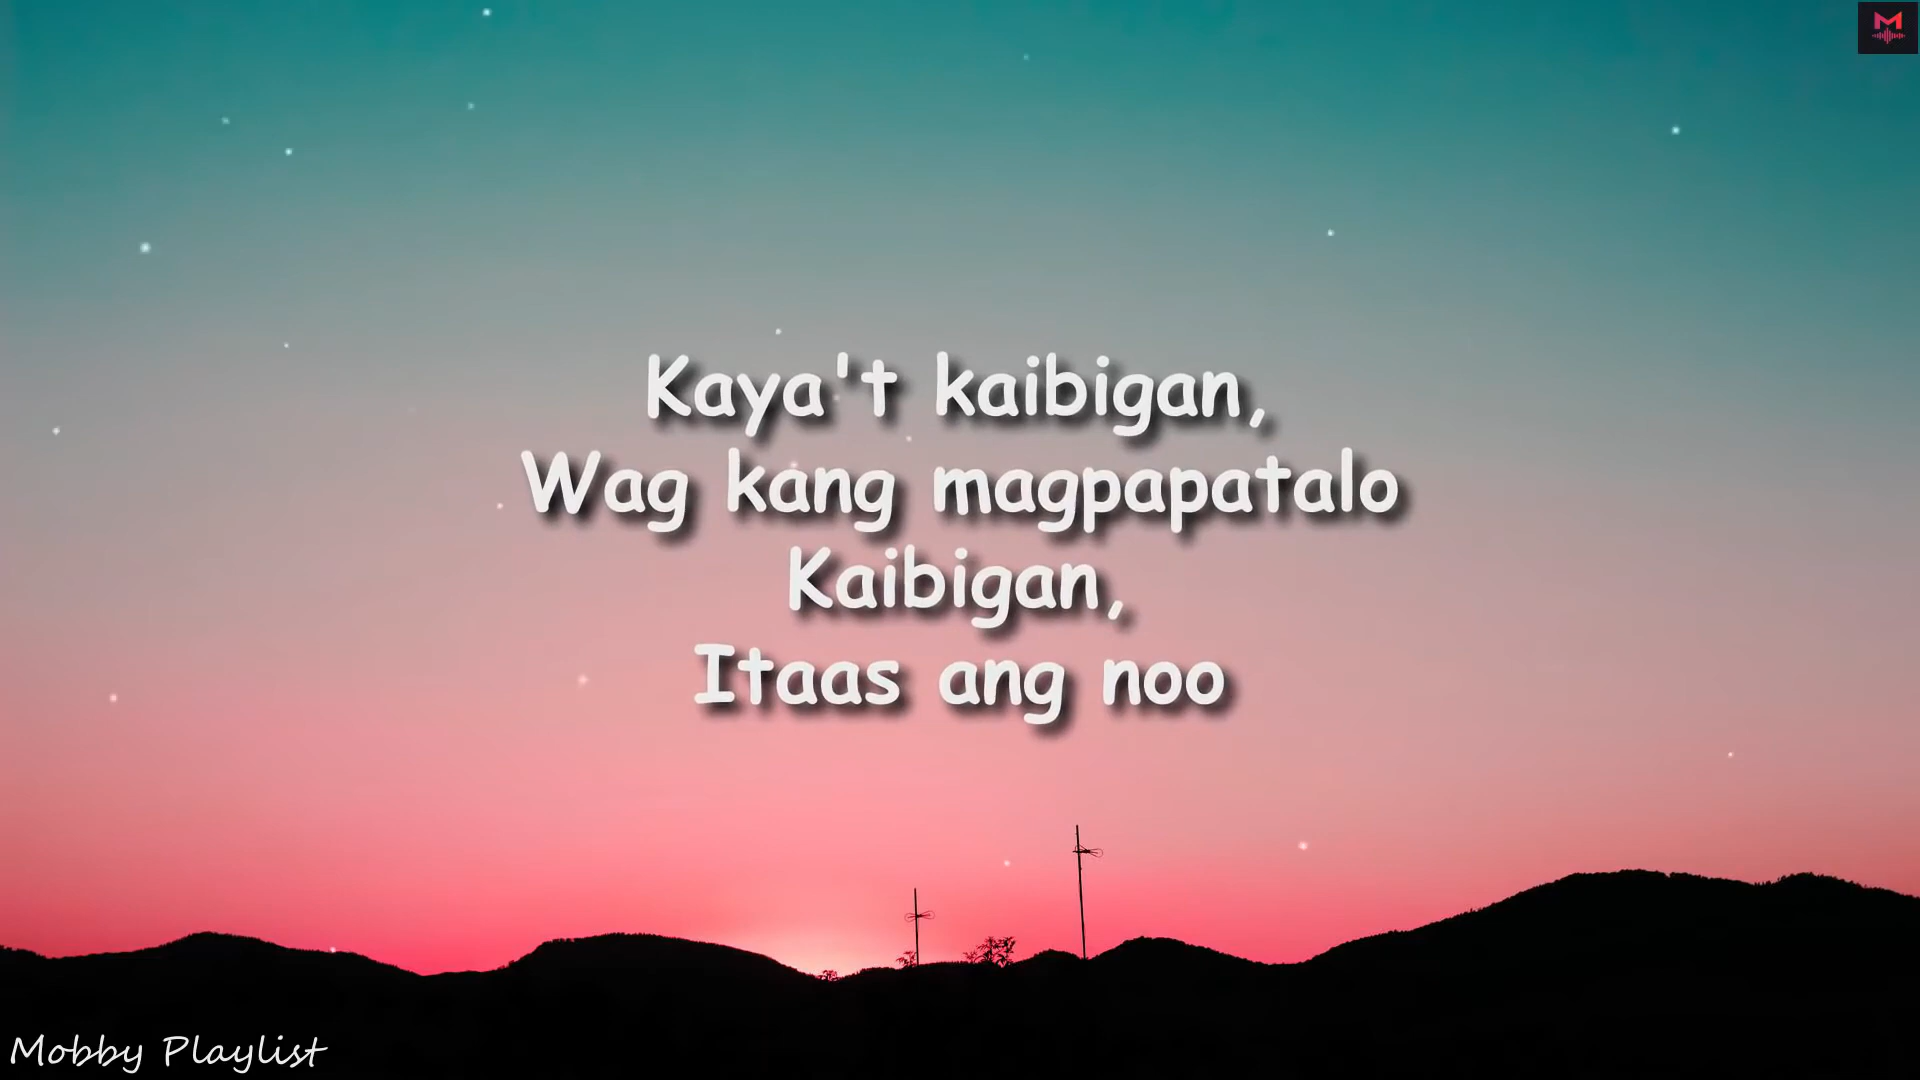 M
Kaya't kaibigan,
Wag kang magpapatalo
Kaibigan,
Itaas ang noo
Mobby Playlist